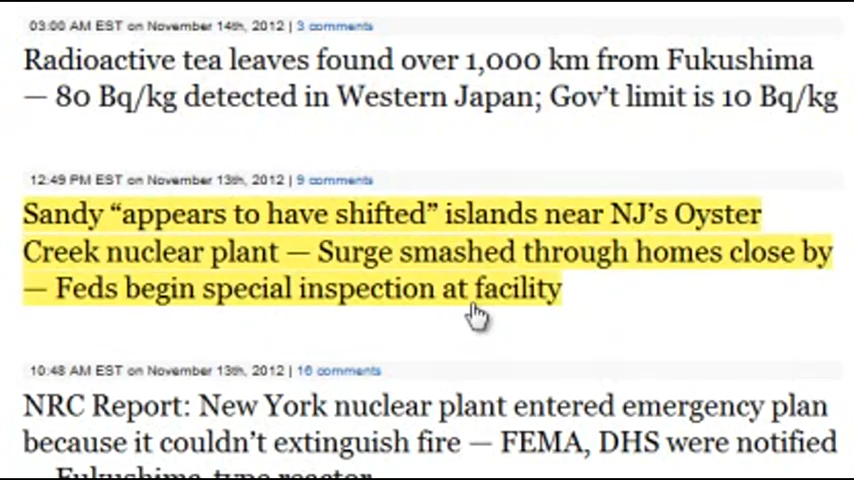 03:00 AM EST on November 14th, 2012 | 3 comments
Radioactive tea leaves found over 1,000 km from Fukushima
— 80 Bq/kg detected in Western Japan; Gov’t limit is 10 Bq/kg
12:49 PM EST on November 13th, 2012 | 9 comments
Sandy “appears to have shifted” islands near NJ’s Oyster
Creek nuclear plant — Surge smashed through homes close by
— Feds begin special inspection at facility
10:48 AM EST on November 13th, 2012 | 16 comments
NRC Report: New York nuclear plant entered emergency plan
because it couldn’t extinguish fire — FEMA, DHS were notified
— Fukushima-type reactor